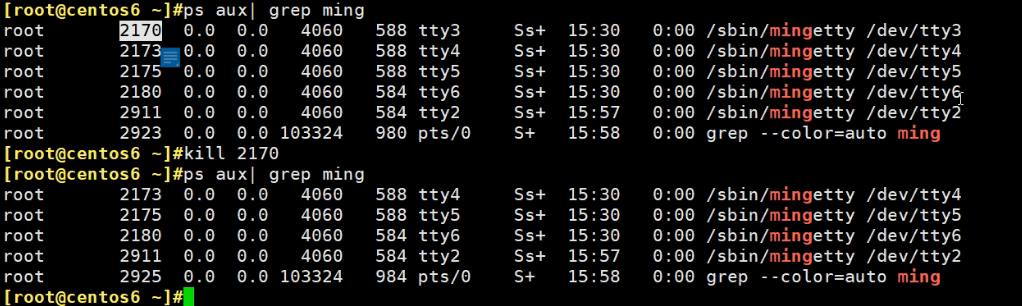 [root@centos6 ~]#ps aux| grep ming
root 2170 0.0 0.0 4060 588 tty3 Ss+ 15:30 0:00 /sbin/mingetty /dev/tty3
root 2173 0.0 0.0 4060 588 tty4 Ss+ 15:30 0:00 /sbin/mingetty /dev/tty4
root 2175 0.0 0.0 4060 588 tty5 Ss+ 15:30 0:00 /sbin/mingetty /dev/tty5
root 2180 0.0 0.0 4060 584 tty6 Ss+ 15:30 0:00 /sbin/mingetty /dev/tty6
root 2911 0.0 0.0 4060 584 tty2 Ss+ 15:57 0:00 /sbin/mingetty /dev/tty2
root 2923 0.0 0.0 103324 980 pts/0 S+ 15:58 0:00 grep --color=auto ming
[root@centos6 ~]#kill 2170
[root@centos6 ~]#ps aux| grep ming
root 2173 0.0 0.0 4060 588 tty4 Ss+ 15:30 0:00 /sbin/mingetty /dev/tty4
root 2175 0.0 0.0 4060 588 tty5 Ss+ 15:30 0:00 /sbin/mingetty /dev/tty5
root 2180 0.0 0.0 4060 584 tty6 Ss+ 15:30 0:00 /sbin/mingetty /dev/tty6
root 2911 0.0 0.0 4060 584 tty2 Ss+ 15:57 0:00 /sbin/mingetty /dev/tty2
root 2925 0.0 0.0 103324 984 pts/0 S+ 15:58 0:00 grep --color=auto ming
[root@centos6 ~]#